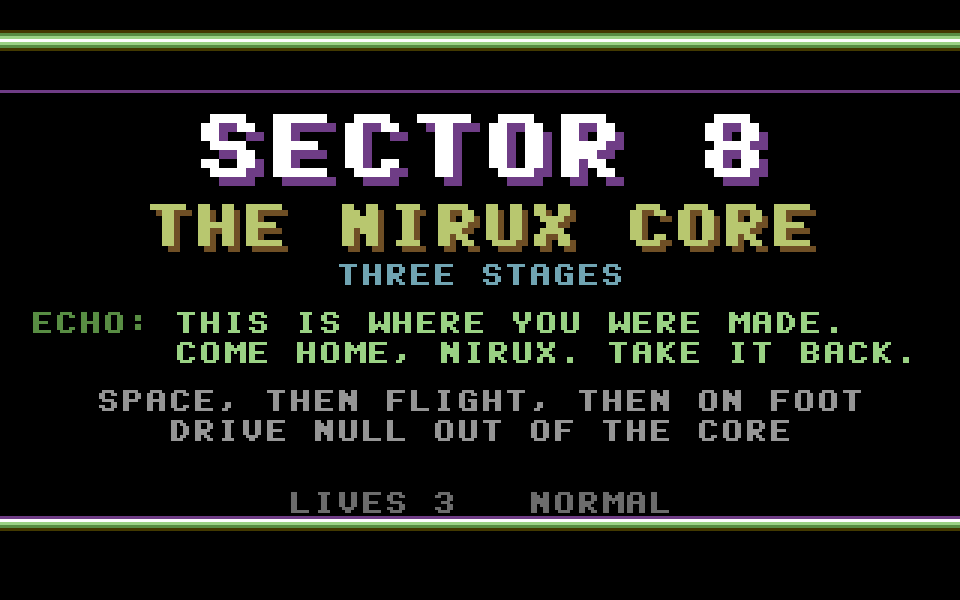 SECTOR 8
THE NIRUX CORE
THREE STAGES
ECHO: THIS IS WHERE YOU WERE MADE.
COME HOME, NIRUX. TAKE IT BACK.
SPACE, THEN FLIGHT, THEN ON FOOT
DRIVE NULL OUT OF THE CORE
LIVES 3 NORMAL